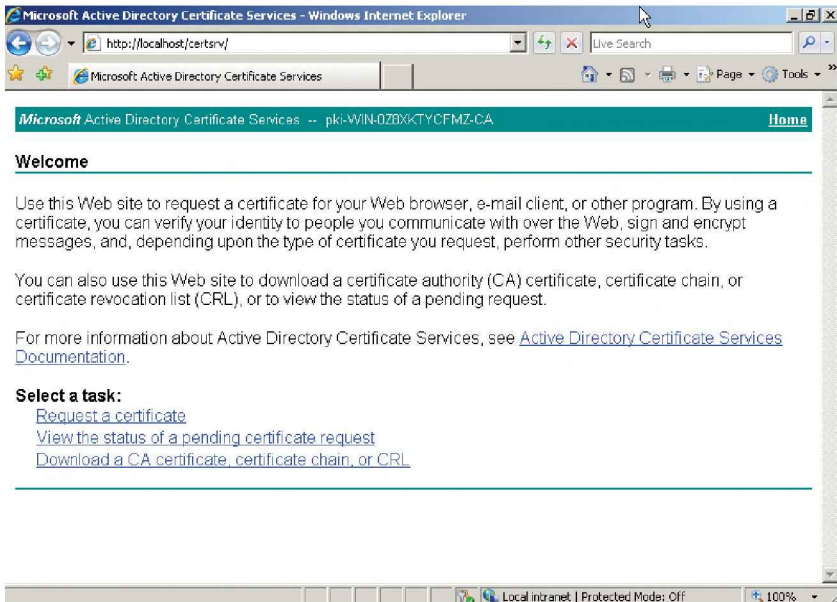 Microsoft Active Directory Certificate Services - Windows Internet Explorer
http://localhost/certsrv/
Live Search
Microsoft Active Directory Certificate Services
Page
Tools
Microsoft Active Directory Certificate Services -- pki-WIN-0Z8XKTYCFMZ-CA
Home
Welcome
Use this Web site to request a certificate for your Web browser, e-mail client, or other program. By using a
certificate, you can verify your identity to people you communicate with over the Web, sign and encrypt
messages, and, depending upon the type of certificate you request, perform other security tasks.
You can also use this Web site to download a certificate authority (CA) certificate, certificate chain, or
certificate revocation list (CRL), or to view the status of a pending request.
For more information about Active Directory Certificate Services, see Active Directory Certificate Services
Documentation.
Select a task:
Request a certificate
View the status of a pending certificate request
Download a CA certificate, certificate chain, or CRL
Local intranet | Protected Mode: Off
100%